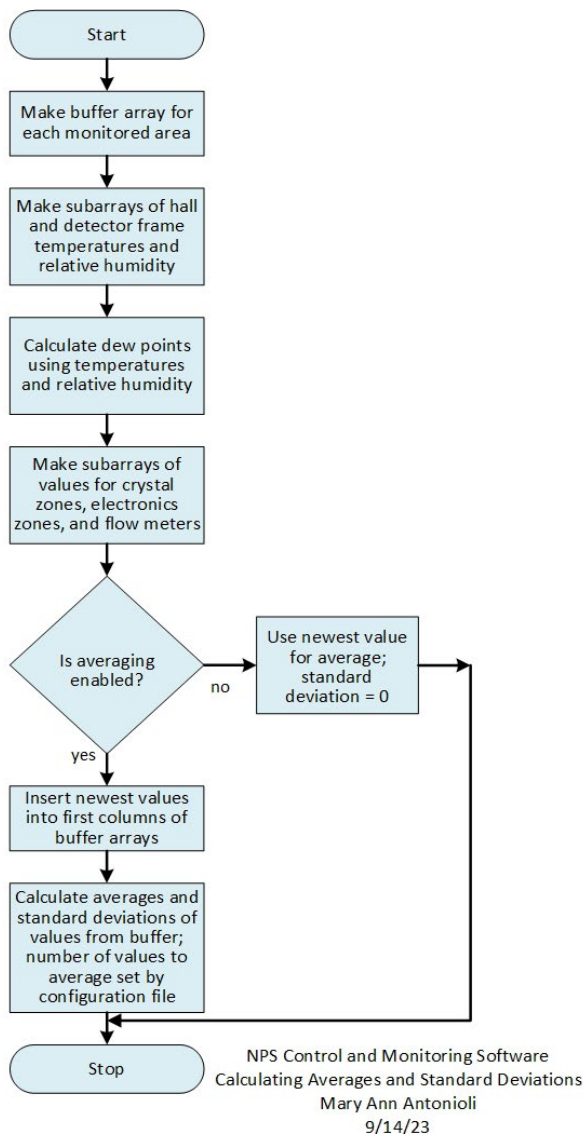 Start
Make buffer array for
each monitored area
Make subarrays of hall
and detector frame
temperatures and
relative humidity
Calculate dew points
using temperatures
and relative humidity
Make subarrays of
values for crystal
zones, electronics
zones, and flow meters
Is averaging
enabled?
no
Use newest value
for average;
standard
deviation = 0
yes
Insert newest values
into first columns of
buffer arrays
Calculate averages and
standard deviations of
values from buffer;
number of values to
average set by
configuration file
Stop
NPS Control and Monitoring Software
Calculating Averages and Standard Deviations
Mary Ann Antonioli
9/14/23